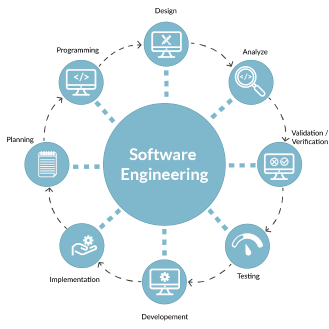 Design
Programming
Analyze
Validation /
Verification
Planning
Software
Engineering
Implementation
Testing
Developement